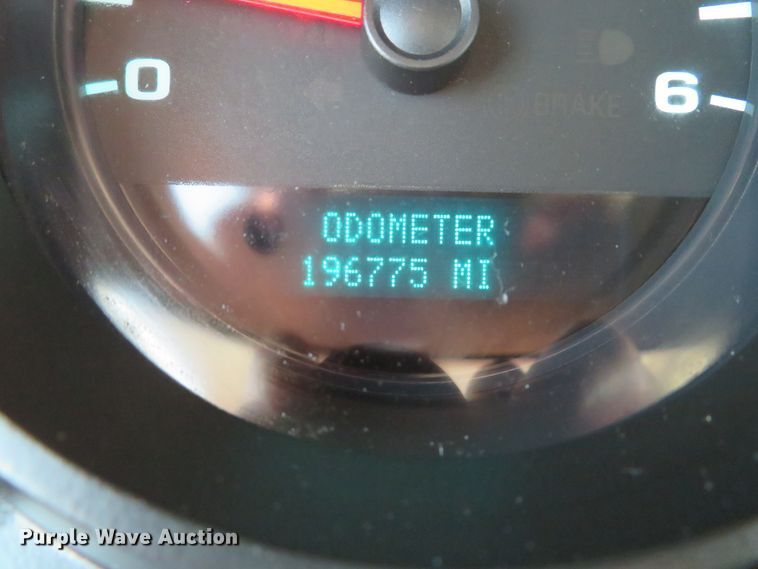 0
6
BRAKE
ODOMETER
196775 MI
Purple Wave Auction